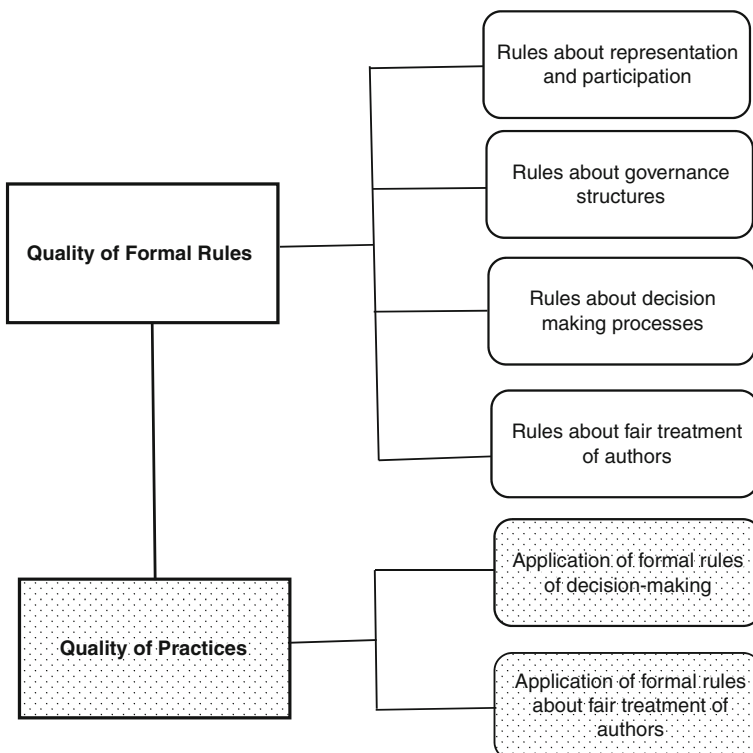 Rules about representation
and participation
Rules about governance
structures
Quality of Formal Rules
Rules about decision
making processes
Rules about fair treatment
of authors
Application of formal rules
of decision-making
Quality of Practices
Application of formal rules
about fair treatment of
authors